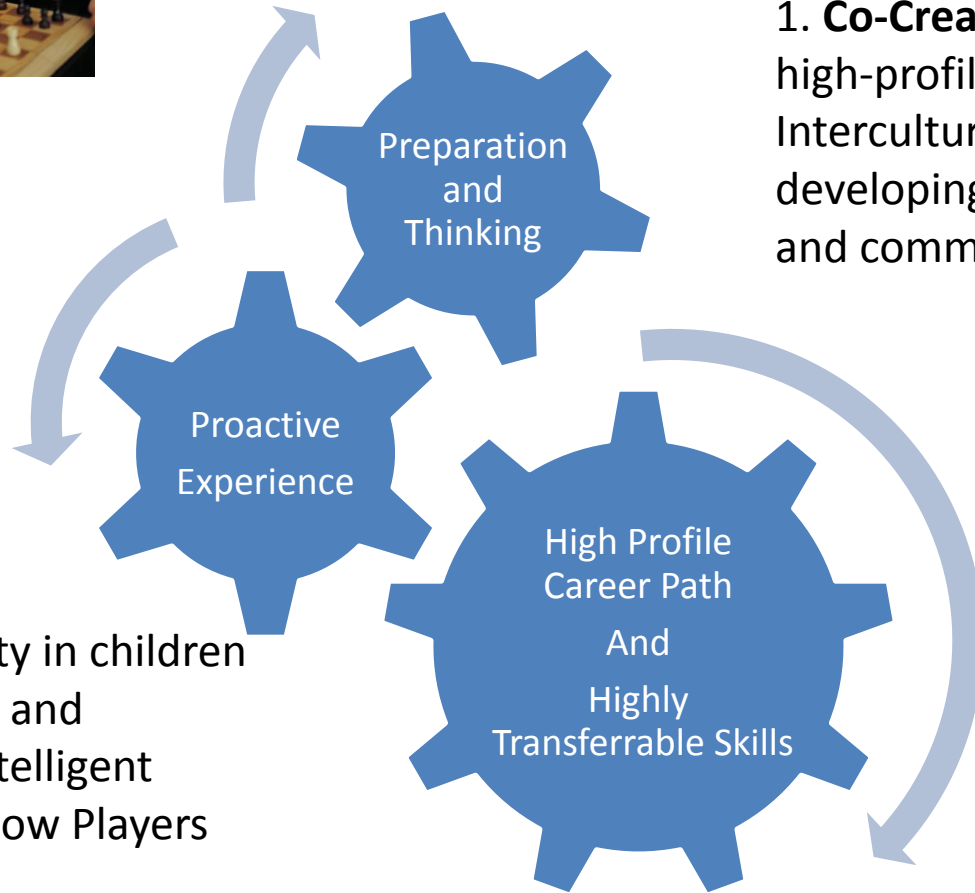 1. Co-Crea
high-profil
Intercultur
developing
and comm
Preparation
and
Thinking
Proactive
Experience
High Profile
Career Path
And
Highly
Transferrable Skills
ty in children
and
telligent
ow Players